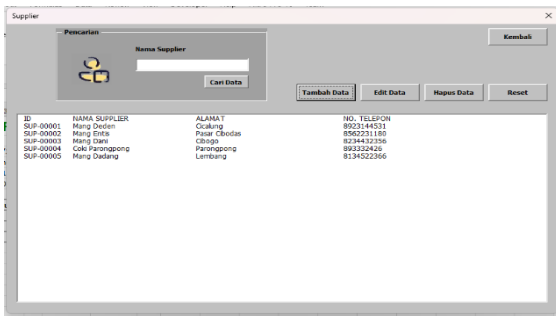 Supplier
Pencarian
Kembali
Nama Supplier
Cari Data
Tambah Data Edit Data Hapus Data Reset
ID NAMA SUPPLIER ALAMAT NO. TELEPON
SUP-00001 Mang Deden Cicalung 8923144531
SUP-00002 Mang Entis Pasar Cibodas 8562231180
SUP-00003 Mang Dani Cibogo 8234432356
SUP-00004 Parongpong Parongpong 893332426
SUP-00005 Mang Dadang Lembang 8134522366